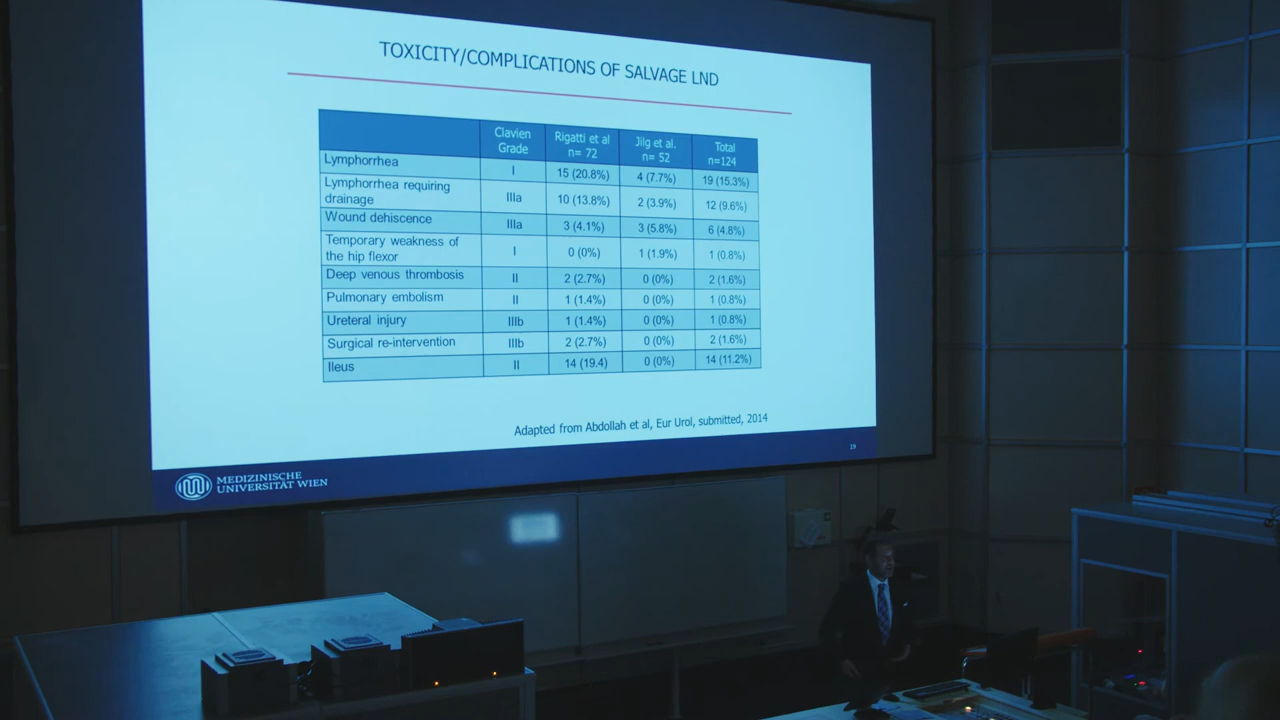 TOXICITY/COMPLICATIONS OF SALVAGE LND
Clavien Grade Rigatti et al n= 72 Jilg et al. n= 52 Total n=124
Lymphorrhea I 15 (20.8%) 4 (7.7%) 19 (15.3%)
Lymphorrhea requiring drainage IIIa 10 (13.8%) 2 (3.9%) 12 (9.6%)
Wound dehiscence IIIa 3 (4.1%) 3 (5.8%) 6 (4.8%)
Temporary weakness of the hip flexor I 0 (0%) 1 (1.9%) 1 (0.8%)
Deep venous thrombosis II 2 (2.7%) 0 (0%) 2 (1.6%)
Pulmonary embolism II 1 (1.4%) 0 (0%) 1 (0.8%)
Ureteral injury IIIb 1 (1.4%) 0 (0%) 1 (0.8%)
Surgical re-intervention IIIb 2 (2.7%) 0 (0%) 2 (1.6%)
Ileus II 14 (19.4) 0 (0%) 14 (11.2%)
Adapted from Abdollah et al, Eur Urol, submitted, 2014
19
MEDIZINISCHE
UNIVERSITÄT WIEN